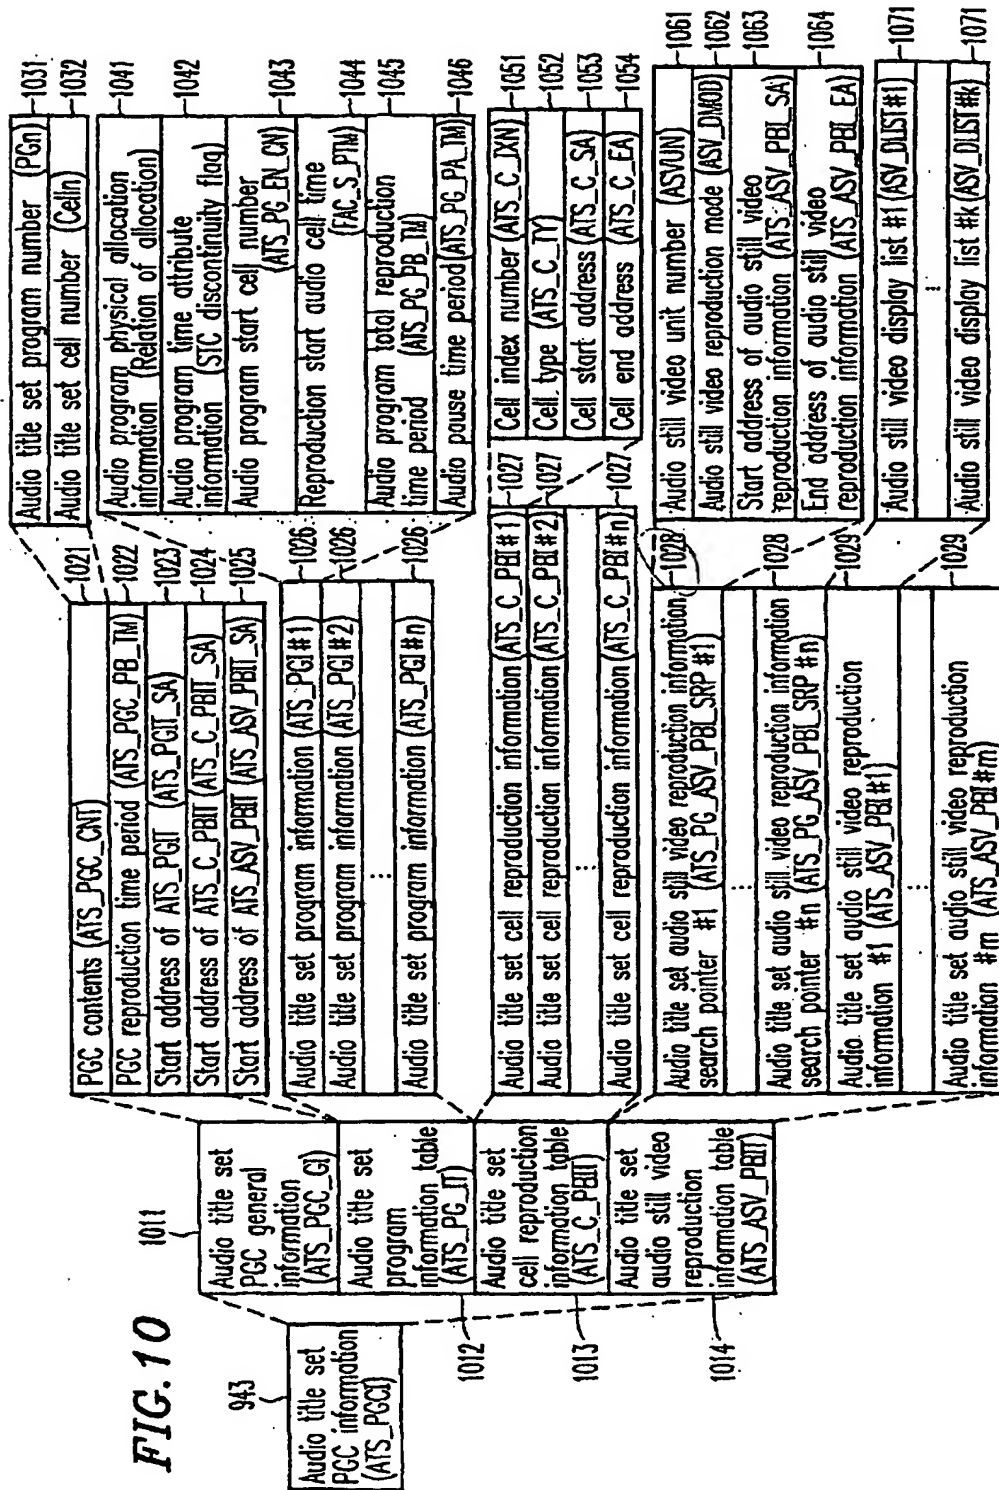 FIG. 10
943
Audio title set
PGC information
(ATS_PGCI)
1011
Audio title set
PGC general
information
(ATS_PGC_GI)
Audio title set
program
information table
(ATS_PG_IT)
1012
Audio title set
cell reproduction
information table
(ATS_C_PBIT)
1013
Audio title set
audio still video
reproduction
information table
(ATS_ASV_PBIT)
1014
PGC contents (ATS_PGC_CNT) 1021
PGC reproduction time period (ATS_PGC_PB_TM) 1022
Start address of ATS_PGIT (ATS_PGIT_SA) 1023
Start address of ATS_C_PBIT (ATS_C_PBIT_SA) 1024
Start address of ATS_ASV_PBIT (ATS_ASV_PBIT_SA) 1025
Audio title set program information (ATS_PGI#1) 1026
Audio title set program information (ATS_PGI#2) 1026
⋮
Audio title set program information (ATS_PGI#n) 1026
Audio title set cell reproduction information (ATS_C_PBI#1) 1027
Audio title set cell reproduction information (ATS_C_PBI#2) 1027
⋮
Audio title set cell reproduction information (ATS_C_PBI#n) 1027
Audio title set audio still video reproduction information 1028
search pointer #1 (ATS_PG_ASV_PBI_SRP #1)
⋮
Audio title set audio still video reproduction information 1028
search pointer #n (ATS_PG_ASV_PBI_SRP #n)
Audio title set audio still video reproduction 1029
information #1 (ATS_ASV_PBI#1)
⋮
Audio title set audio still video reproduction 1029
information #m (ATS_ASV_PBI#m)
Audio title set program number (PGn) 1031
Audio title set cell number (Celln) 1032
Audio program physical allocation 1041
information (Relation of allocation)
Audio program time attribute 1042
information (STC discontinuity flag)
Audio program start cell number 1043
(ATS_PG_EN_CN)
Reproduction start audio cell time 1044
(FAC_S_PTM)
Audio program total reproduction 1045
time period (ATS_PG_PB_TM)
Audio pause time period (ATS_PG_PA_TM) 1046
Cell index number (ATS_C_IXN) 1051
Cell. type (ATS_C_TY) 1052
Cell start address (ATS_C_SA) 1053
Cell end address (ATS_C_EA) 1054
Audio still video unit number (ASVUN) 1061
Audio still video reproduction mode (ASV_DMOD) 1062
Start address of audio still video 1063
reproduction information (ATS_ASV_PBI_SA)
End address of audio still video 1064
reproduction information (ATS_ASV_PBI_EA)
Audio still video display list #1 (ASV_DLIST#1) 1071
⋮
Audio still video display list #k (ASV_DLIST#k) 1071